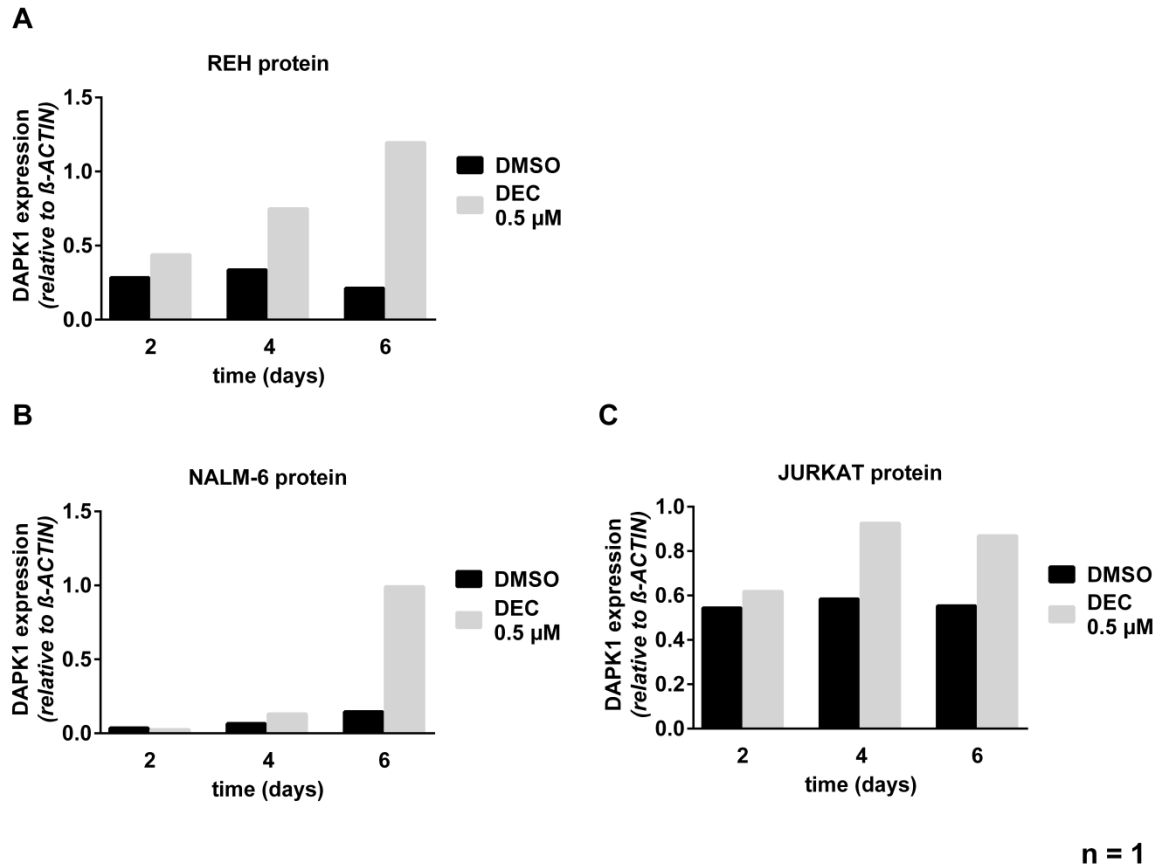 A
REH protein
DAPK1 expression
(relative to ß-ACTIN)
1.5
1.0
0.5
0.0
2 4 6
time (days)
DMSO
DEC
0.5 µM
B
NALM-6 protein
DAPK1 expression
(relative to ß-ACTIN)
1.5
1.0
0.5
0.0
2 4 6
time (days)
DMSO
DEC
0.5 µM
C
JURKAT protein
DAPK1 expression
(relative to ß-ACTIN)
1.0
0.8
0.6
0.4
0.2
0.0
2 4 6
time (days)
DMSO
DEC
0.5 µM
n = 1